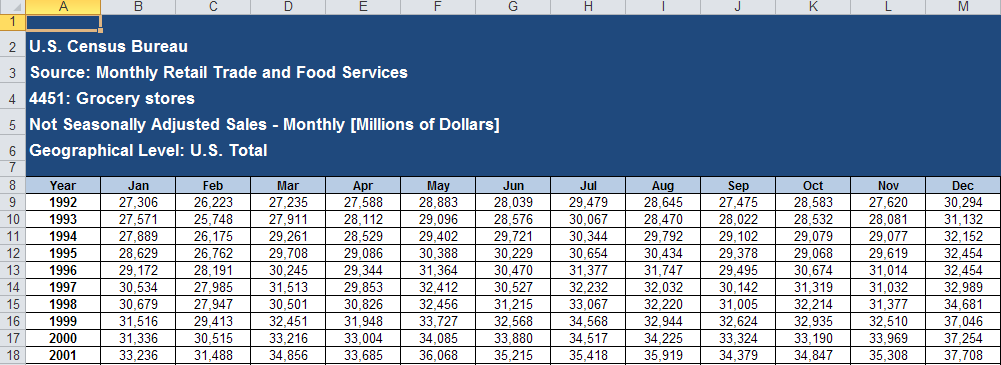 A B C D E F G H I J K L M
1
2 U.S. Census Bureau
3 Source: Monthly Retail Trade and Food Services
4 4451: Grocery stores
5 Not Seasonally Adjusted Sales - Monthly [Millions of Dollars]
6 Geographical Level: U.S. Total
7
8 Year Jan Feb Mar Apr May Jun Jul Aug Sep Oct Nov Dec
9 1992 27,306 26,223 27,235 27,588 28,883 28,039 29,479 28,645 27,475 28,583 27,620 30,294
10 1993 27,571 25,748 27,911 28,112 29,096 28,576 30,067 28,470 28,022 28,532 28,081 31,132
11 1994 27,889 26,175 29,261 28,529 29,402 29,721 30,344 29,792 29,102 29,079 29,077 32,152
12 1995 28,629 26,762 29,708 29,086 30,388 30,229 30,654 30,434 29,378 29,068 29,619 32,454
13 1996 29,172 28,191 30,245 29,344 31,364 30,470 31,377 31,747 29,495 30,674 31,014 32,454
14 1997 30,534 27,985 31,513 29,853 32,412 30,527 32,232 32,032 30,142 31,319 31,032 32,989
15 1998 30,679 27,947 30,501 30,826 32,456 31,215 33,067 32,220 31,005 32,214 31,377 34,681
16 1999 31,516 29,413 32,451 31,948 33,727 32,568 34,568 32,944 32,624 32,935 32,510 37,046
17 2000 31,336 30,515 33,216 33,004 34,085 33,880 34,517 34,225 33,324 33,190 33,969 37,254
18 2001 33,236 31,488 34,856 33,685 36,068 35,215 35,418 35,919 34,379 34,847 35,308 37,708